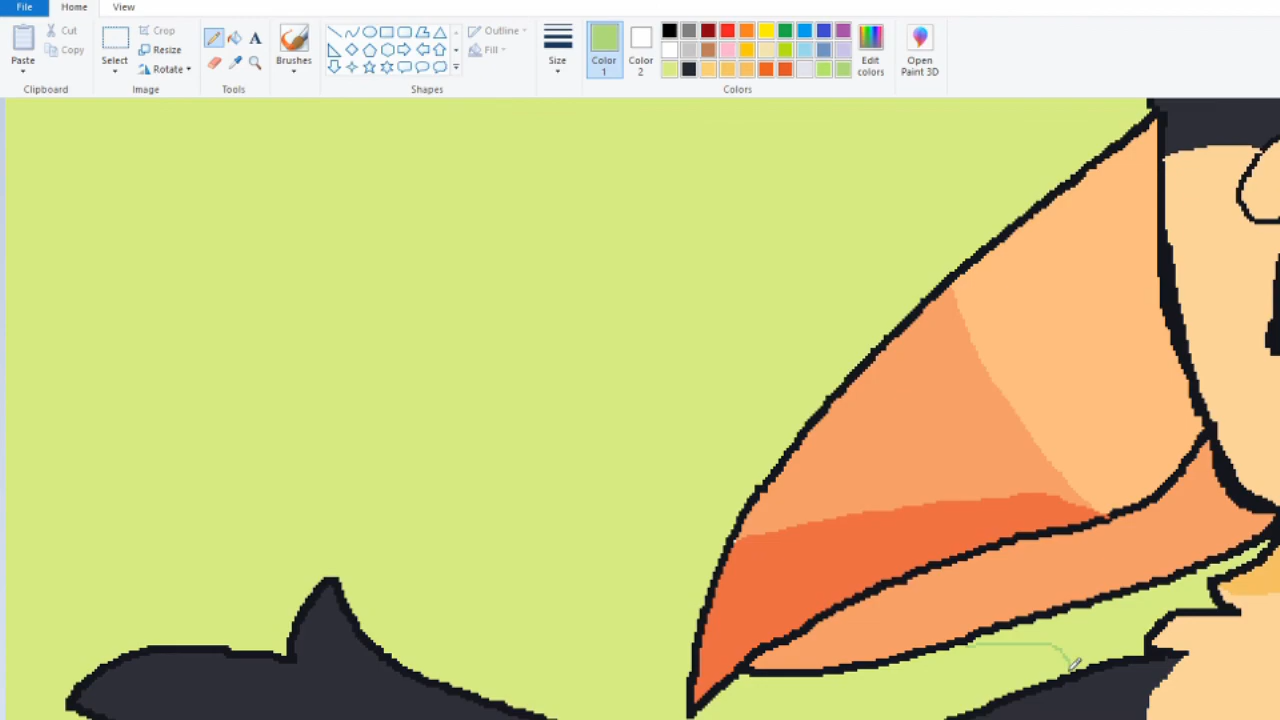 File Home View
Paste
Cut
Copy
Clipboard
Select
Crop
Resize
Rotate
Image
A
Tools
Brushes
Outline
Fill
Shapes
Size
Color
1
Color
2
Edit
colors
Colors
Open
Paint 3D